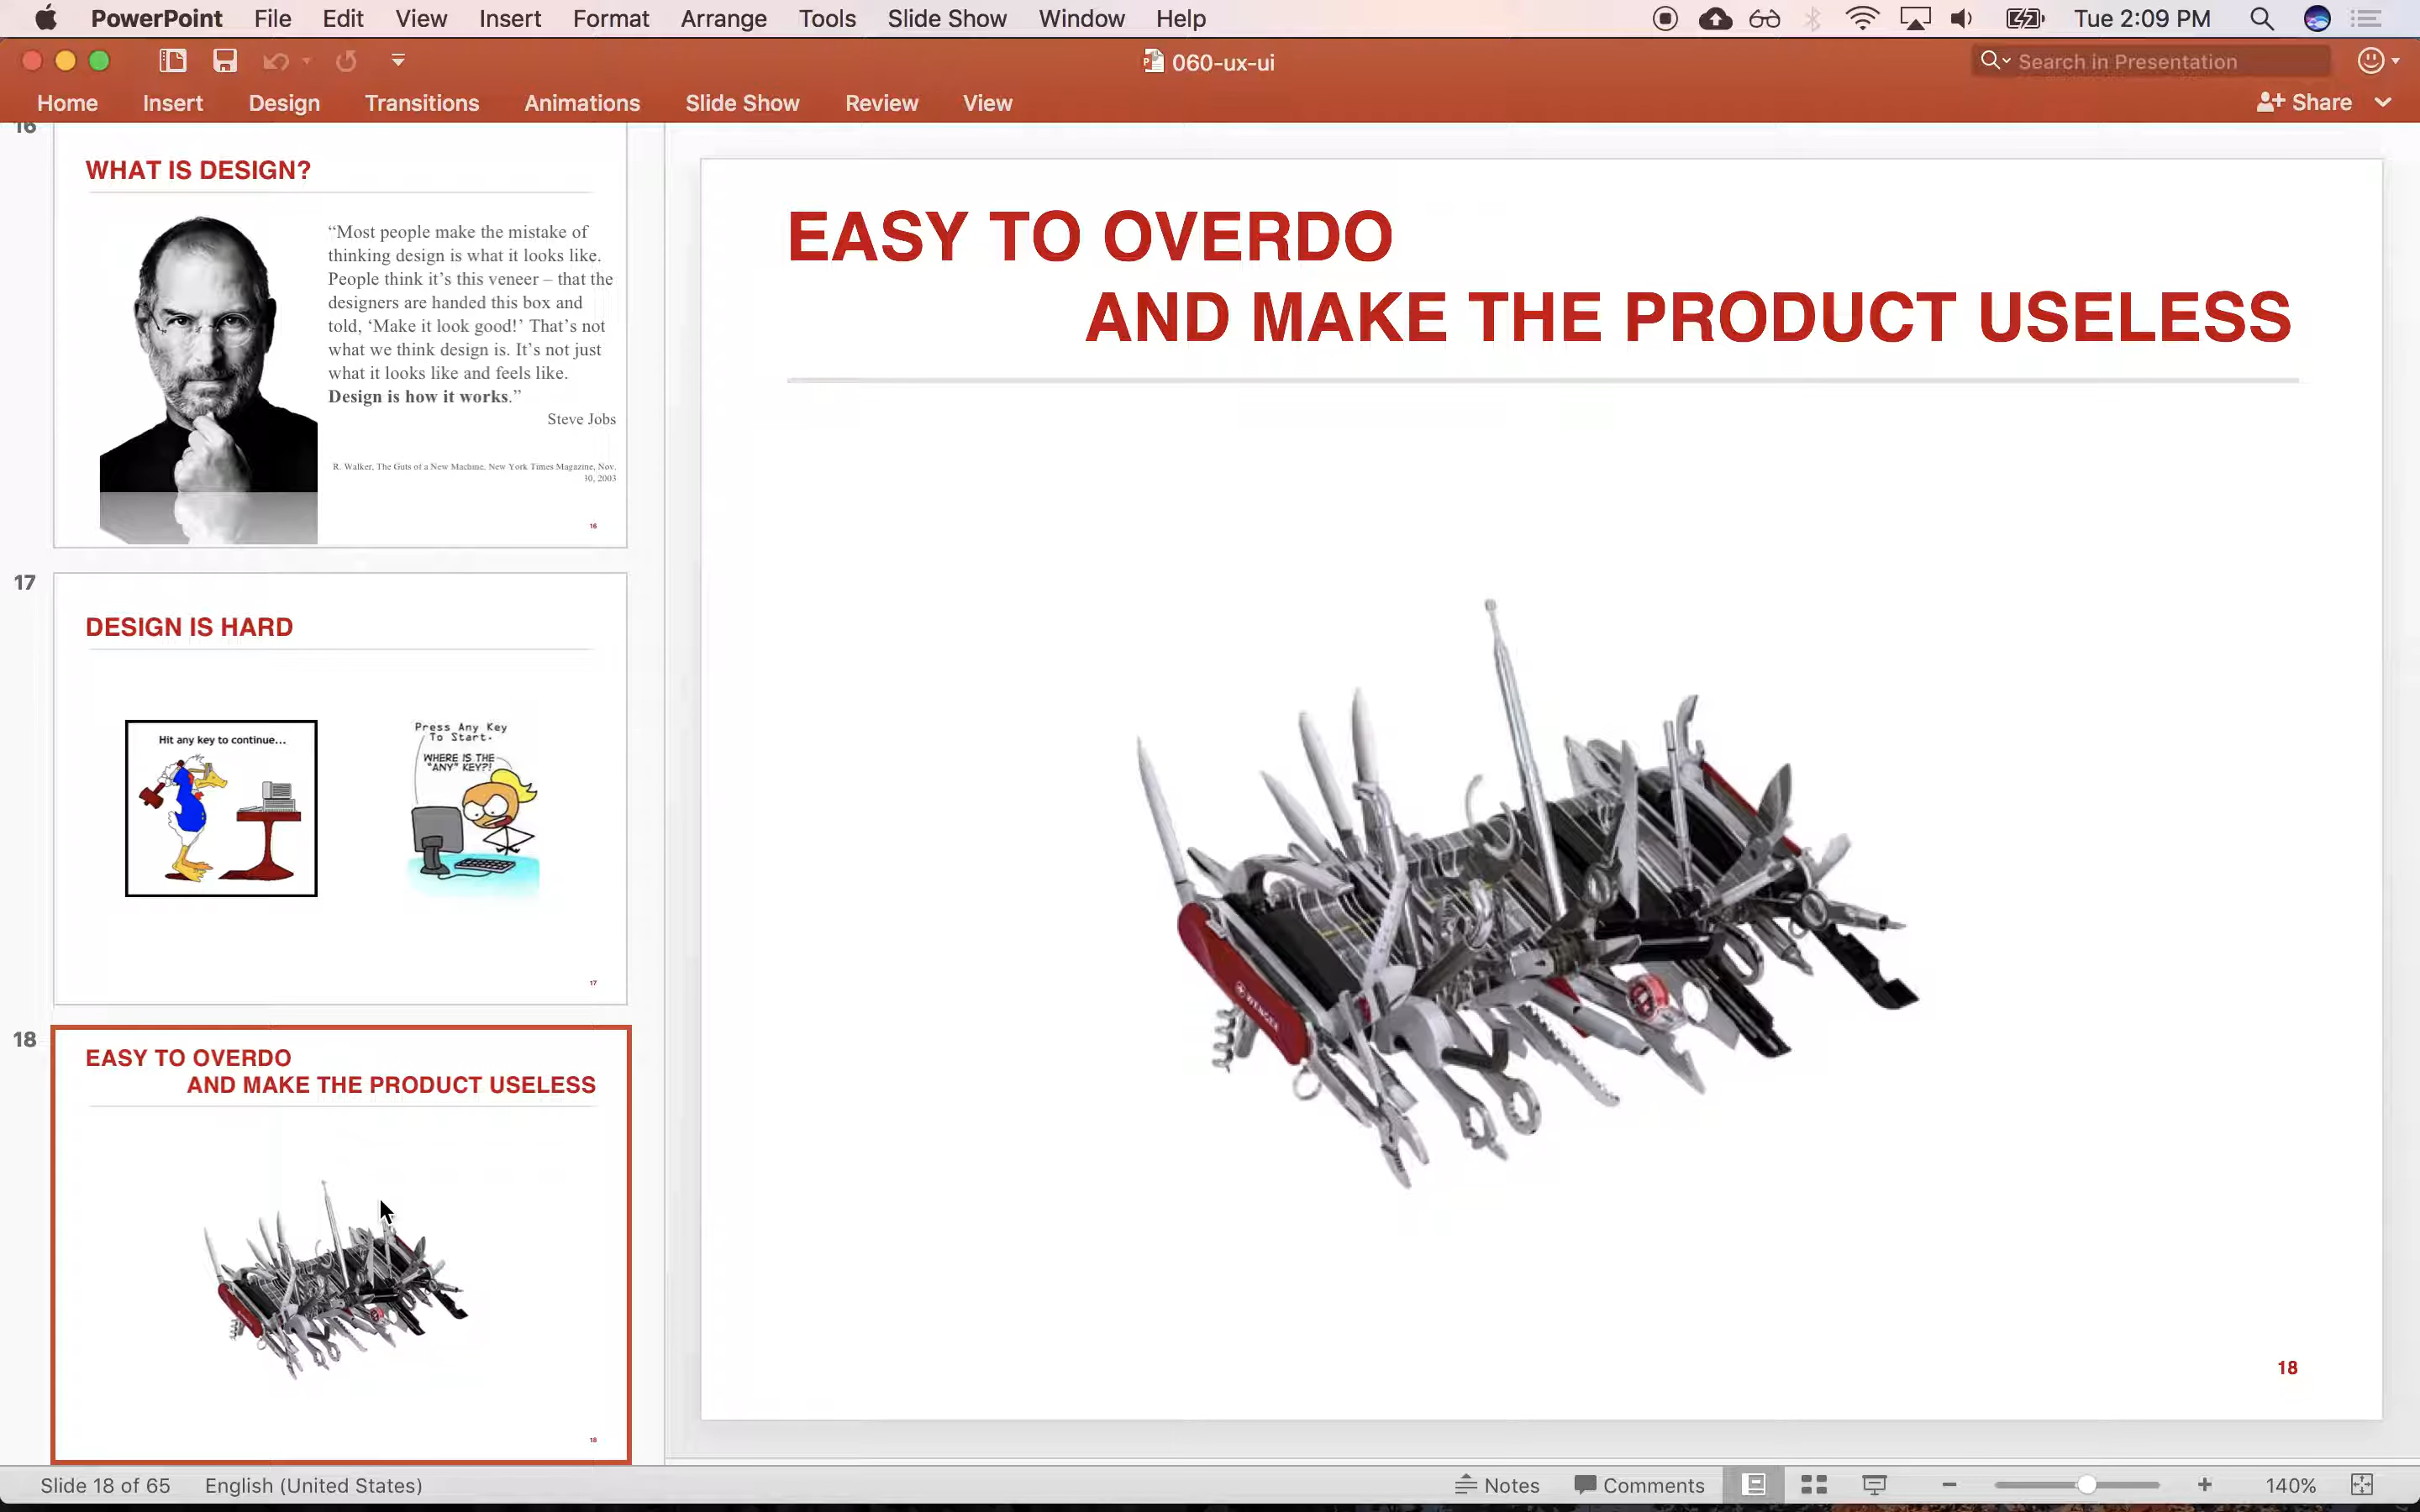 PowerPoint File Edit View Insert Format Arrange Tools Slide Show Window Help Tue 2:09 PM
060-ux-ui
Search in Presentation
Home Insert Design Transitions Animations Slide Show Review View Share
16
WHAT IS DESIGN?
“Most people make the mistake of
thinking design is what it looks like.
People think it’s this veneer – that the
designers are handed this box and
told, ‘Make it look good!’ That’s not
what we think design is. It’s not just
what it looks like and feels like.
Design is how it works.”
Steve Jobs
R. Walker, The Guts of a New Machine, New York Times Magazine, Nov.
30, 2003
16
17
DESIGN IS HARD
Hit any key to continue...
Press Any Key
To Start.
WHERE IS THE
"ANY" KEY?!
17
18
EASY TO OVERDO
AND MAKE THE PRODUCT USELESS
18
EASY TO OVERDO
AND MAKE THE PRODUCT USELESS
WENGER
18
Slide 18 of 65 English (United States) Notes Comments 140%